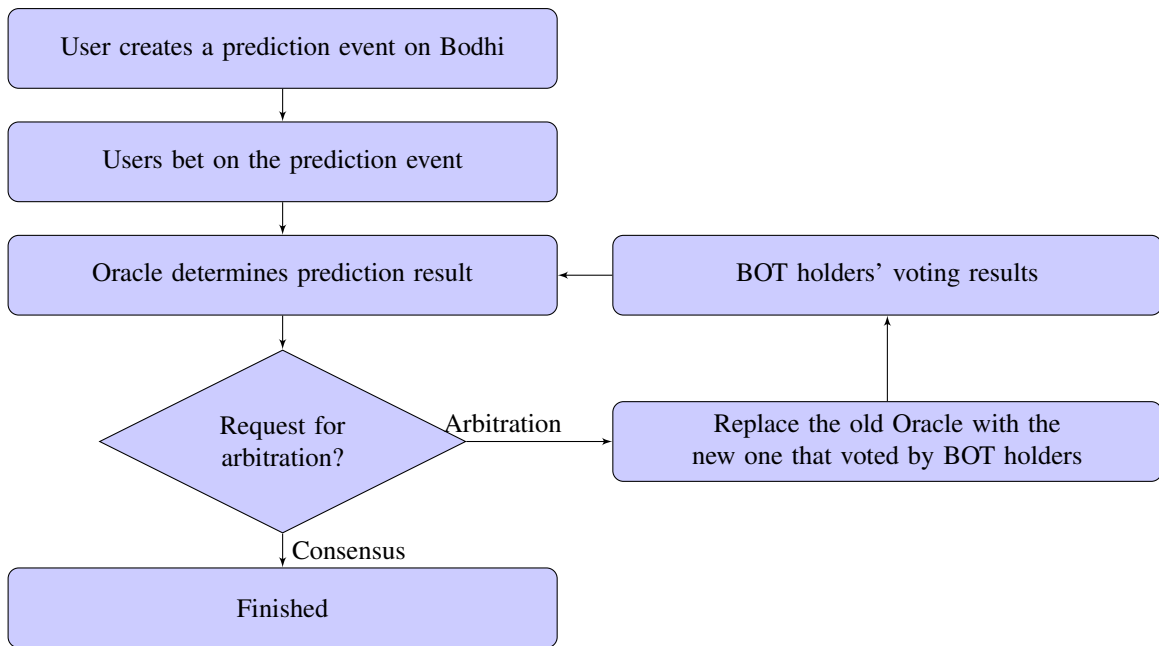 User creates a prediction event on Bodhi
Users bet on the prediction event
Oracle determines prediction result
BOT holders’ voting results
Request for
arbitration?
Arbitration
Replace the old Oracle with the
new one that voted by BOT holders
Consensus
Finished